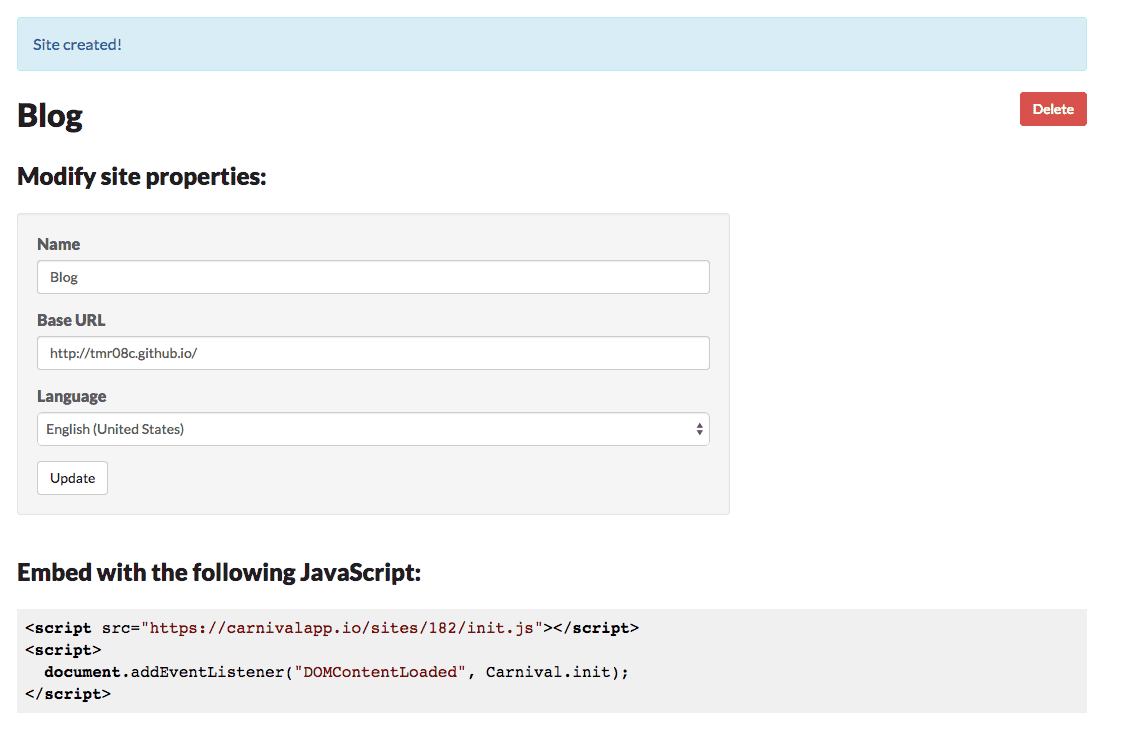 Site created!
Blog
Delete
Modify site properties:
Name
Blog
Base URL
http://tmr08c.github.io/
Language
English (United States)
Update
Embed with the following JavaScript:
<script src="https://carnivalapp.io/sites/182/init.js"></script>
<script>
  document.addEventListener("DOMContentLoaded", Carnival.init);
</script>